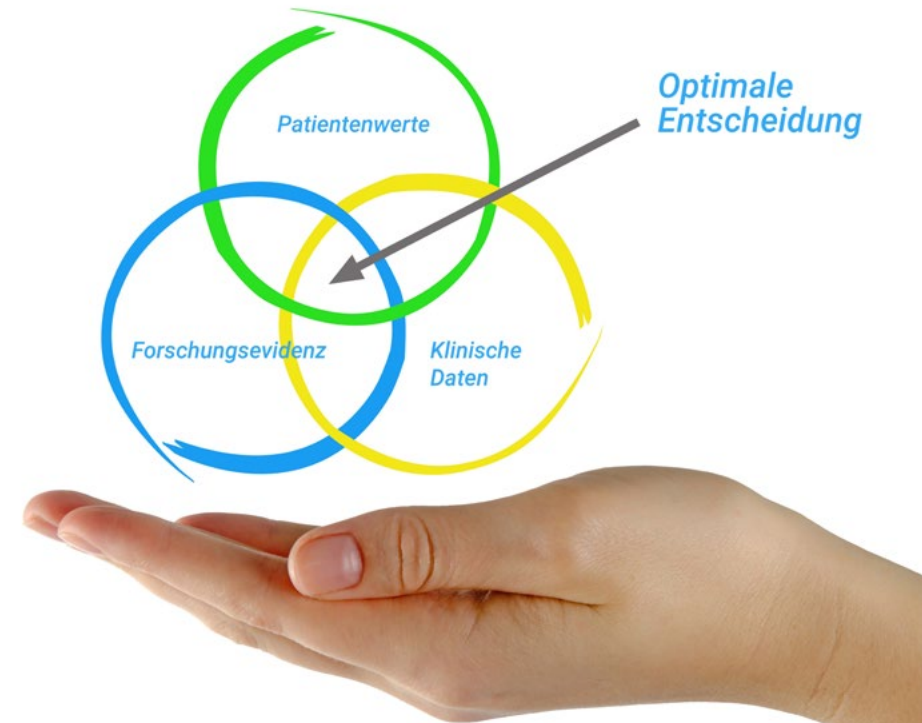 Patientenwerte
Optimale
Entscheidung
Forschungsevidenz
Klinische
Daten